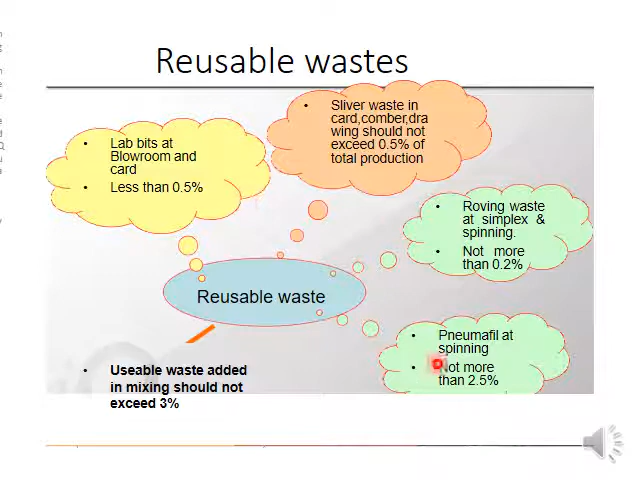 Reusable wastes
• Sliver waste in
card,comber,dra
wing should not
exceed 0.5% of
total production
• Lab bits at
Blowroom and
card
• Less than 0.5%
• Roving waste
at simplex &
spinning.
• Not more
than 0.2%
Reusable waste
• Pneumafil at
spinning
• Not more
than 2.5%
• Useable waste added
in mixing should not
exceed 3%